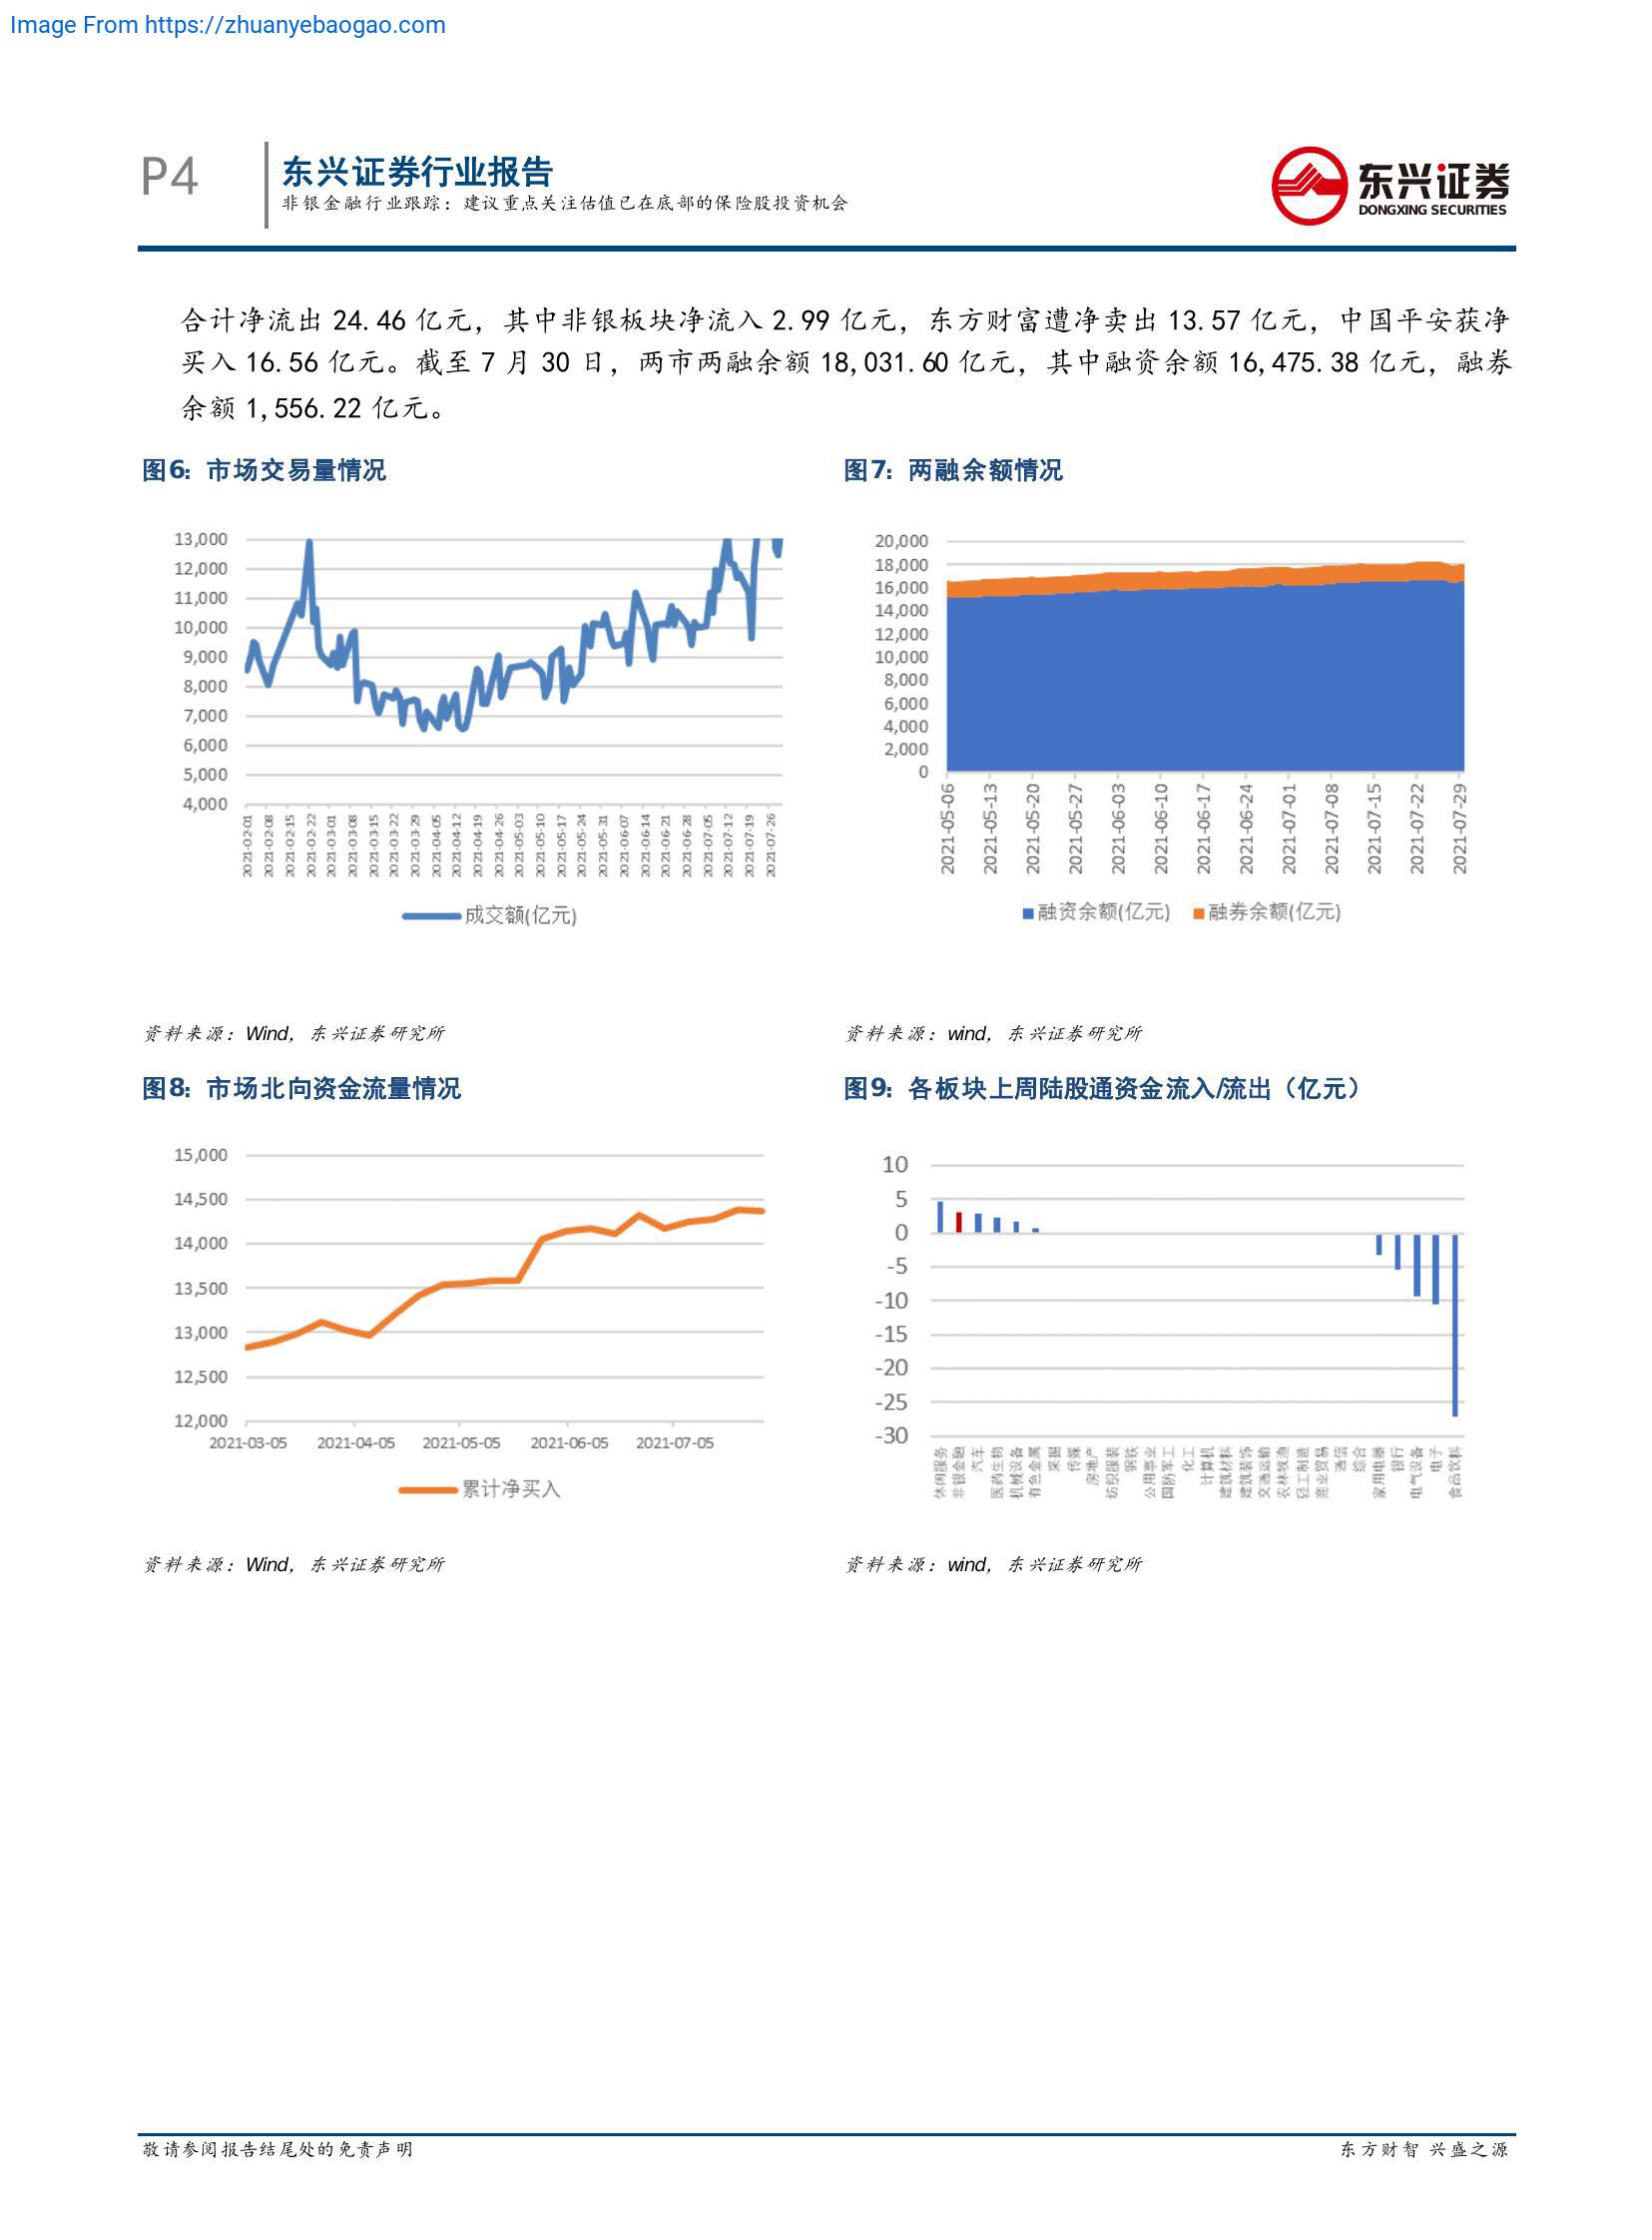 Image From https://zhuanyebaogao.com
P4
东兴证券行业报告
非银金融行业跟踪：建议重点关注估值已在底部的保险股投资机会
东兴证券
DONGXING SECURITIES
合计净流出 24.46 亿元，其中非银板块净流入 2.99 亿元，东方财富遭净卖出 13.57 亿元，中国平安获净
买入 16.56 亿元。截至 7 月 30 日，两市两融余额 18,031.60 亿元，其中融资余额 16,475.38 亿元，融券
余额 1,556.22 亿元。
图6: 市场交易量情况
13,000
12,000
11,000
10,000
9,000
8,000
7,000
6,000
5,000
4,000
2021-02-01
2021-02-08
2021-02-15
2021-02-22
2021-03-01
2021-03-08
2021-03-15
2021-03-22
2021-03-29
2021-04-05
2021-04-12
2021-04-19
2021-04-26
2021-05-03
2021-05-10
2021-05-17
2021-05-24
2021-05-31
2021-06-07
2021-06-14
2021-06-21
2021-06-28
2021-07-05
2021-07-12
2021-07-19
2021-07-26
成交额(亿元)
资料来源：Wind，东兴证券研究所
图7: 两融余额情况
20,000
18,000
16,000
14,000
12,000
10,000
8,000
6,000
4,000
2,000
0
2021-05-06
2021-05-13
2021-05-20
2021-05-27
2021-06-03
2021-06-10
2021-06-17
2021-06-24
2021-07-01
2021-07-08
2021-07-15
2021-07-22
2021-07-29
融资余额(亿元) 融券余额(亿元)
资料来源：wind，东兴证券研究所
图8: 市场北向资金流量情况
15,000
14,500
14,000
13,500
13,000
12,500
12,000
2021-03-05 2021-04-05 2021-05-05 2021-06-05 2021-07-05
累计净买入
资料来源：Wind，东兴证券研究所
图9: 各板块上周陆股通资金流入/流出（亿元）
10
5
0
-5
-10
-15
-20
-25
-30
休闲服务
非银金融
汽车
医药生物
机械设备
有色金属
采掘
传媒
房地产
纺织服装
钢铁
公用事业
国防军工
化工
计算机
建筑材料
建筑装饰
交通运输
农林牧渔
轻工制造
商业贸易
通信
综合
家用电器
银行
电气设备
电子
食品饮料
资料来源：wind，东兴证券研究所
敬请参阅报告结尾处的免责声明
东方财智 兴盛之源